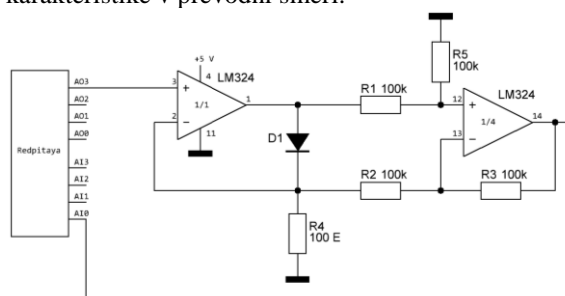 karakteristike v prevodni smeri.
+5 V
R5
100k
AO3
3
+
4
LM324
R1 100k
12
+
LM324
AO2
1/1
1
14
AO1
2
−
1/4
AO0
11
D1
13
−
Redpitaya
AI3
R2 100k
R3 100k
AI2
AI1
R4
100 E
AI0